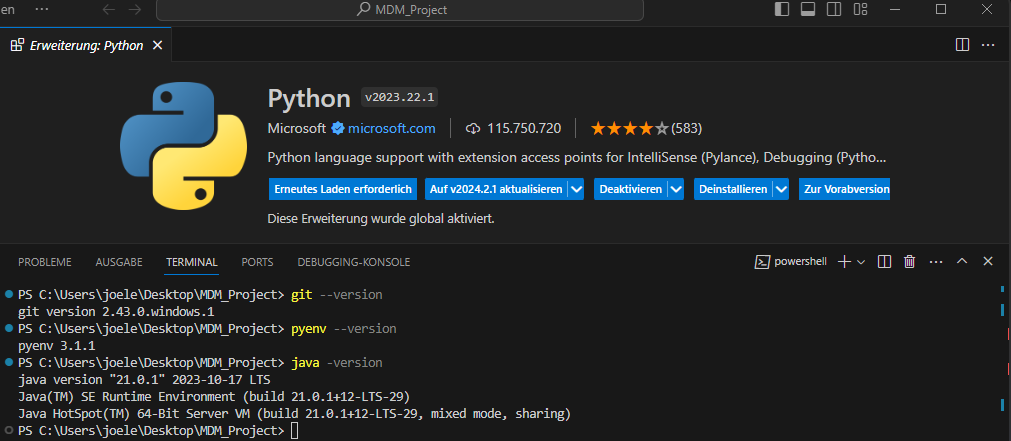 en ··· MDM_Project
Erweiterung: Python
Python v2023.22.1
Microsoft microsoft.com 115.750.720 (583)
Python language support with extension access points for IntelliSense (Pylance), Debugging (Pytho...
Erneutes Laden erforderlich Auf v2024.2.1 aktualisieren Deaktivieren Deinstallieren Zur Vorabversion
Diese Erweiterung wurde global aktiviert.
PROBLEME AUSGABE TERMINAL PORTS DEBUGGING-KONSOLE powershell
PS C:\Users\joele\Desktop\MDM_Project> git --version
git version 2.43.0.windows.1
PS C:\Users\joele\Desktop\MDM_Project> pyenv --version
pyenv 3.1.1
PS C:\Users\joele\Desktop\MDM_Project> java -version
java version "21.0.1" 2023-10-17 LTS
Java(TM) SE Runtime Environment (build 21.0.1+12-LTS-29)
Java HotSpot(TM) 64-Bit Server VM (build 21.0.1+12-LTS-29, mixed mode, sharing)
PS C:\Users\joele\Desktop\MDM_Project>